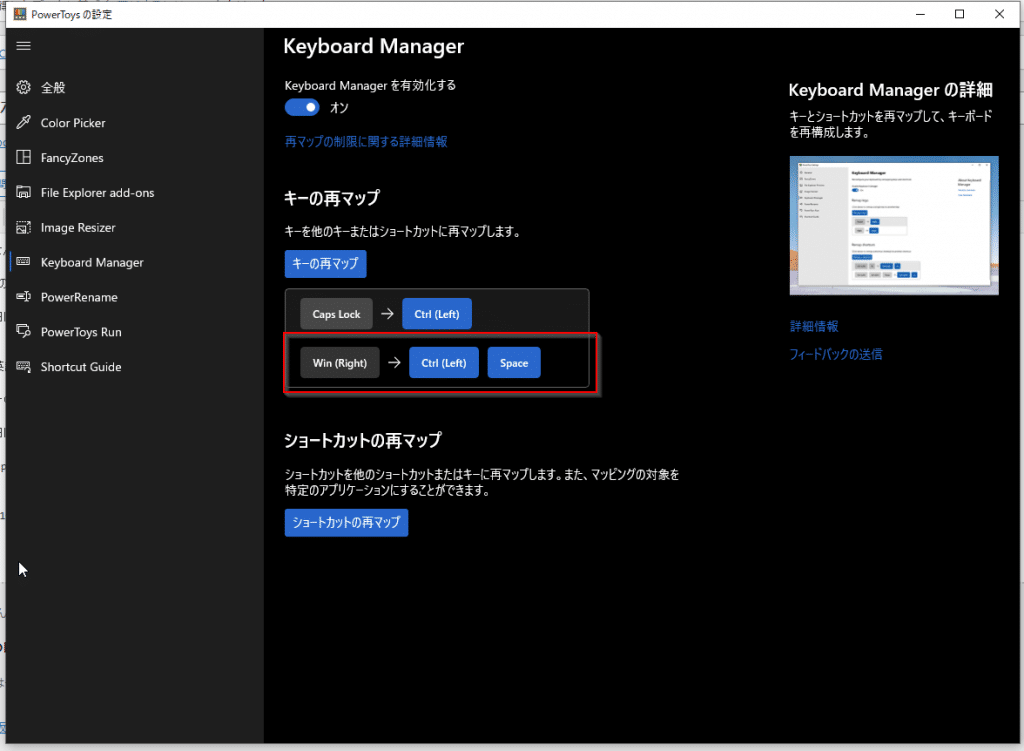 PowerToys の設定
全般
Color Picker
FancyZones
File Explorer add-ons
Image Resizer
Keyboard Manager
PowerRename
PowerToys Run
Shortcut Guide
Keyboard Manager
Keyboard Manager を有効化する
オン
再マップの制限に関する詳細情報
キーの再マップ
キーを他のキーまたはショートカットに再マップします。
キーの再マップ
Caps Lock → Ctrl (Left)
Win (Right) → Ctrl (Left) Space
ショートカットの再マップ
ショートカットを他のショートカットまたはキーに再マップします。また、マッピングの対象を
特定のアプリケーションにすることができます。
ショートカットの再マップ
Keyboard Manager の詳細
キーとショートカットを再マップして、キーボード
を再構成します。
Keyboard Manager
詳細情報
フィードバックの送信